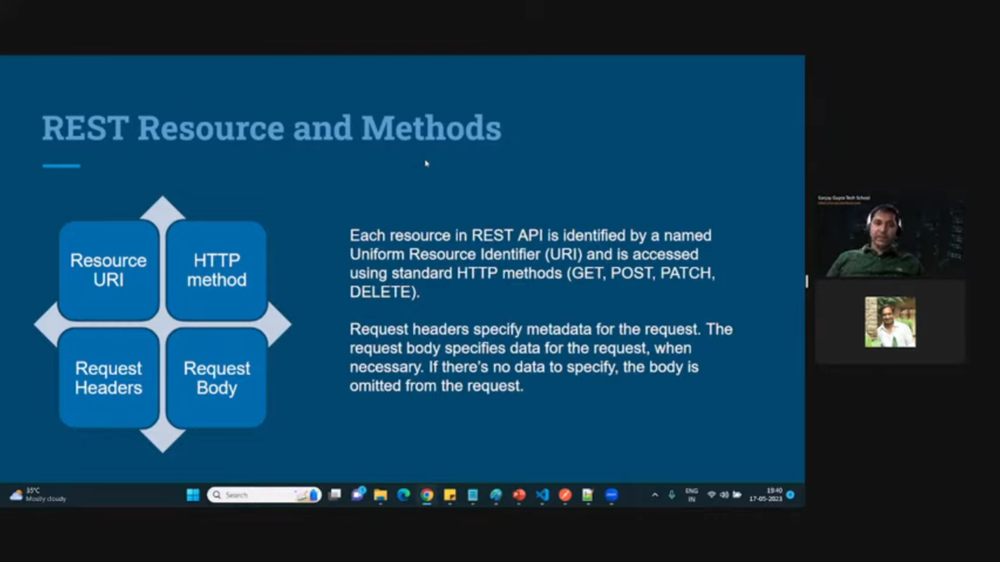 REST Resource and Methods
Resource
URI
HTTP
method
Request
Headers
Request
Body
Each resource in REST API is identified by a named
Uniform Resource Identifier (URI) and is accessed
using standard HTTP methods (GET, POST, PATCH,
DELETE).
Request headers specify metadata for the request. The
request body specifies data for the request, when
necessary. If there's no data to specify, the body is
omitted from the request.
Sanjay Gupta Tech School
35°C
Mostly cloudy
Search
ENG
IN
19:40
17-05-2023